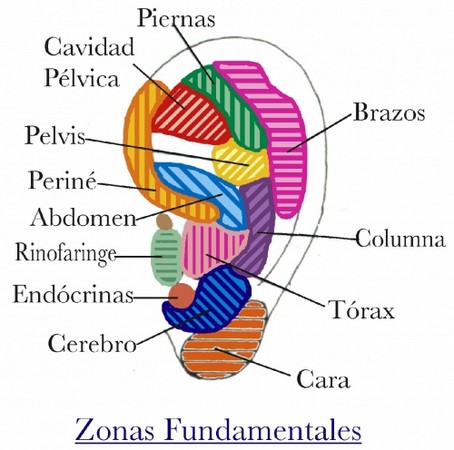 Piernas
Cavidad
Pélvica
Brazos
Pelvis
Periné
Abdomen
Rinofaringe
Columna
Endócrinas
Tórax
Cerebro
Cara
Zonas Fundamentales